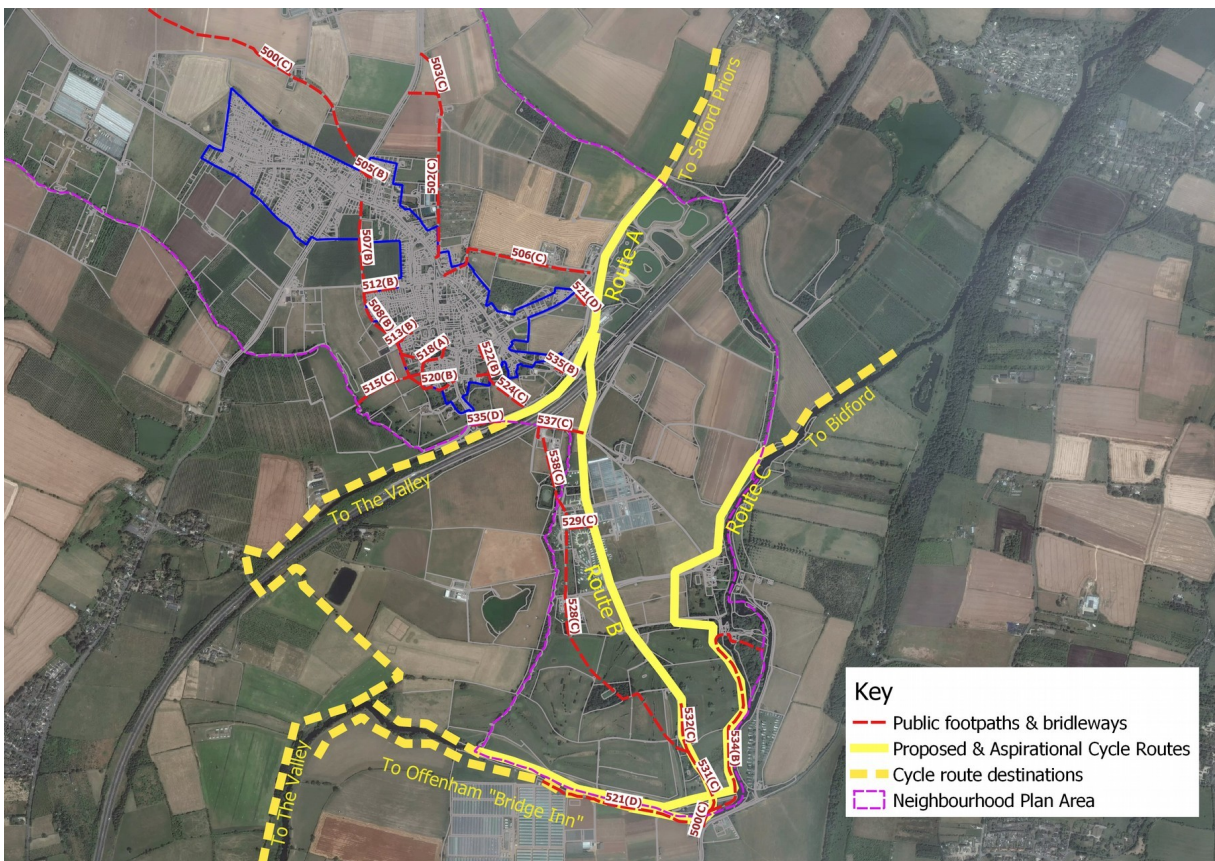 500(C)
503(C)
To Salford Priors
505(B)
502(C)
507(B)
506(C)
Route A
512(B)
521(D)
508(B)
513(B)
518(A)
522(B)
535(B)
515(C)
520(B)
524(C)
To Bidford
535(D)
537(C)
538(C)
To The Valley
Route C
529(C)
Route B
528(C)
532(C)
534(B)
531(C)
To The Valley
To Offenham "Bridge Inn"
521(D)
500(C)
Key
Public footpaths & bridleways
Proposed & Aspirational Cycle Routes
Cycle route destinations
Neighbourhood Plan Area